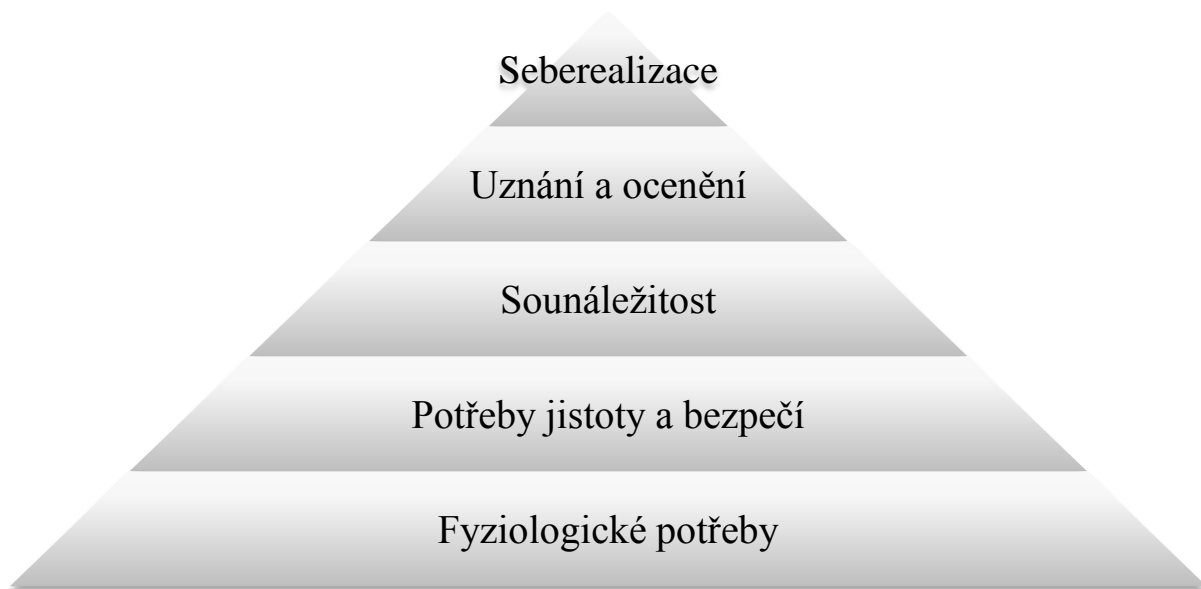 Seberealizace
Uznání a ocenění
Sounáležitost
Potřeby jistoty a bezpečí
Fyziologické potřeby